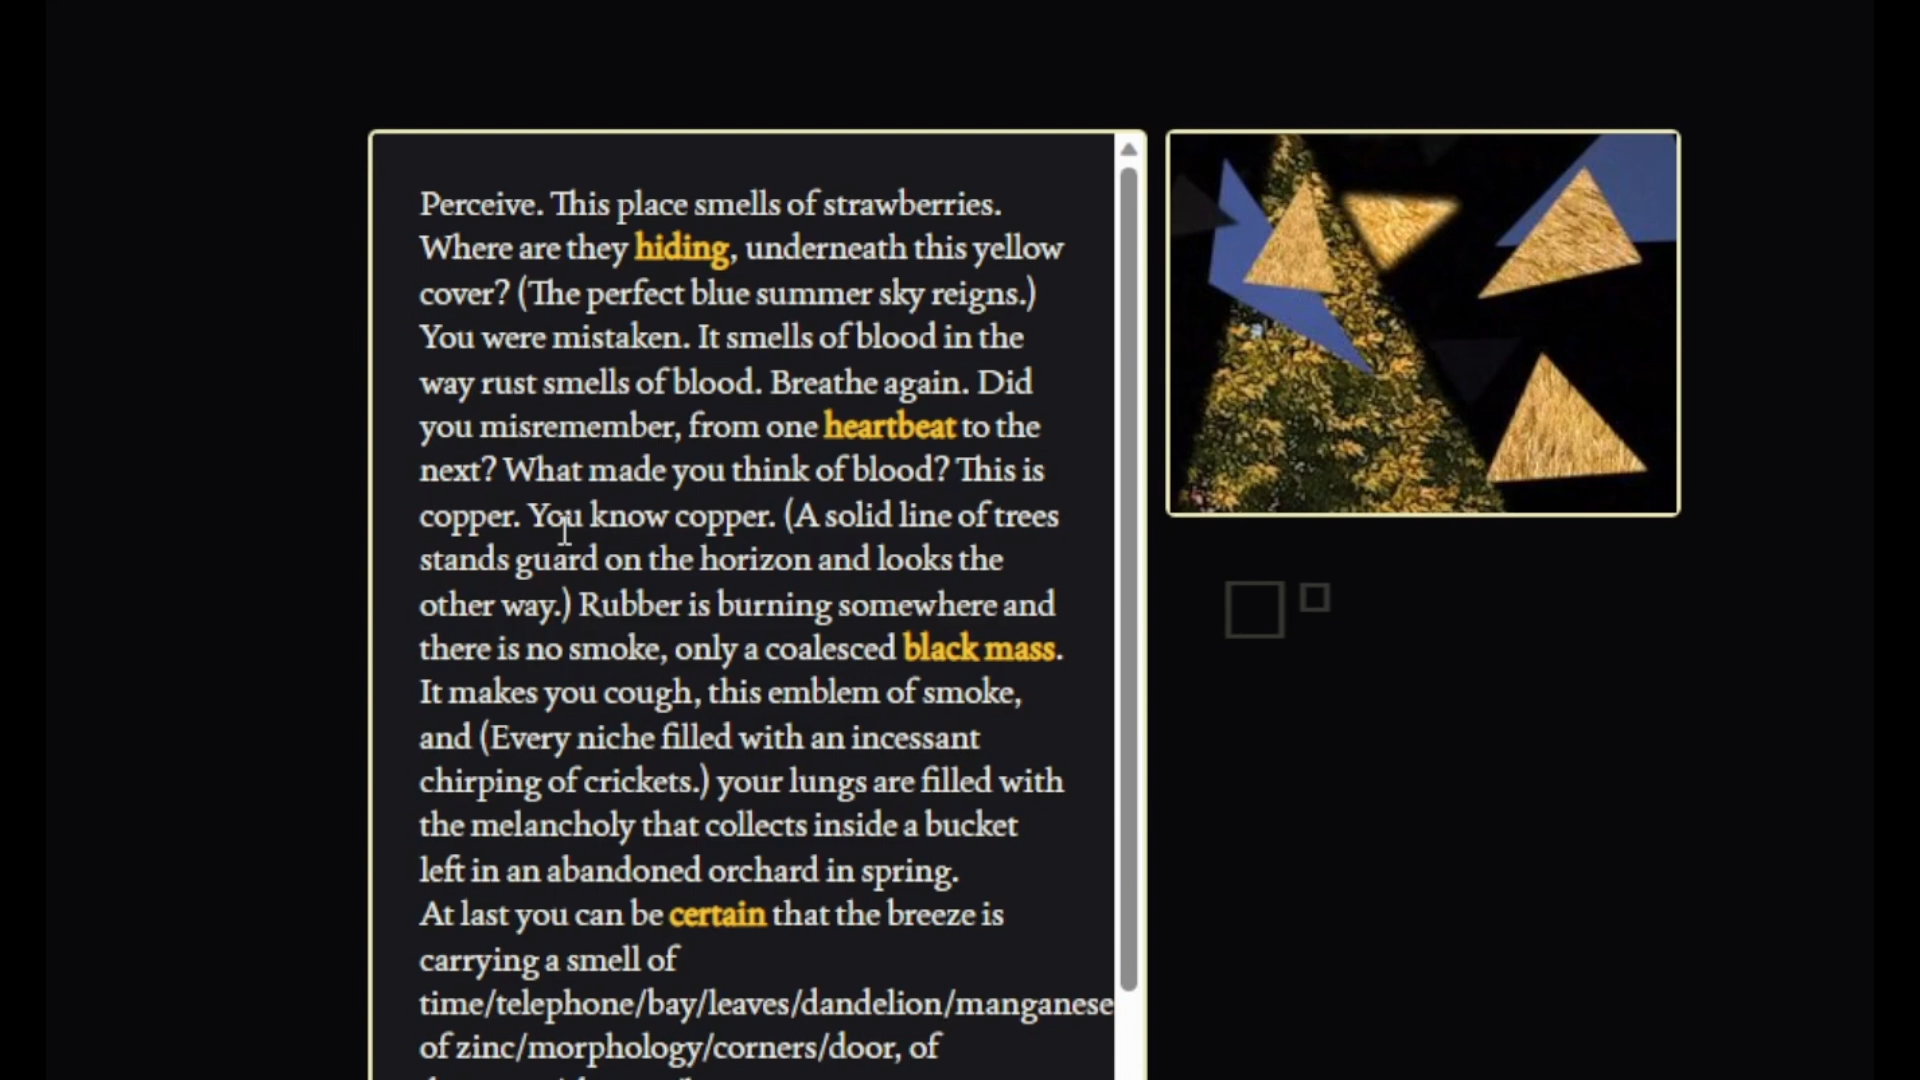 Perceive. This place smells of strawberries.
Where are they hiding, underneath this yellow
cover? (The perfect blue summer sky reigns.)
You were mistaken. It smells of blood in the
way rust smells of blood. Breathe again. Did
you misremember, from one heartbeat to the
next? What made you think of blood? This is
copper. You know copper. (A solid line of trees
stands guard on the horizon and looks the
other way.) Rubber is burning somewhere and
there is no smoke, only a coalesced black mass.
It makes you cough, this emblem of smoke,
and (Every niche filled with an incessant
chirping of crickets.) your lungs are filled with
the melancholy that collects inside a bucket
left in an abandoned orchard in spring.
At last you can be certain that the breeze is
carrying a smell of
time/telephone/bay/leaves/dandelion/manganese
of zinc/morphology/corners/door, of